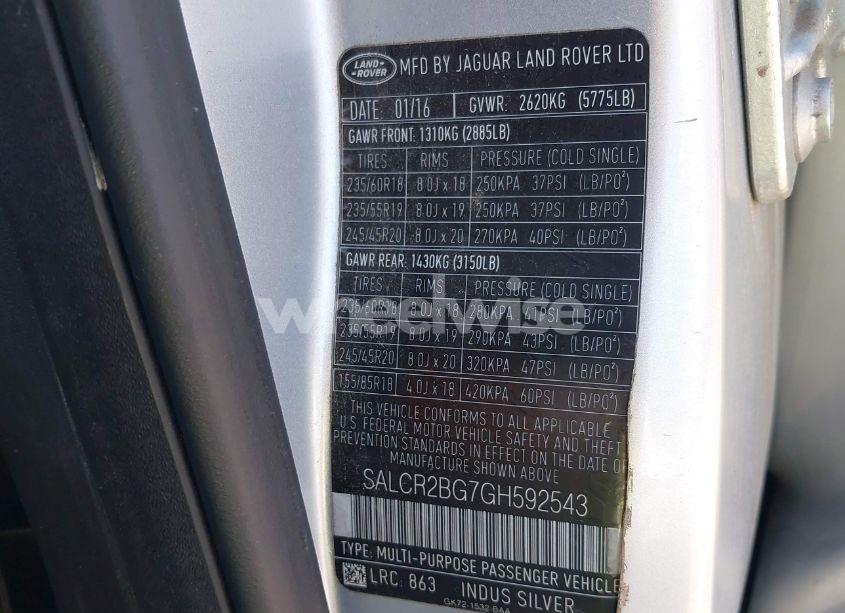 LAND ROVER MFD BY JAGUAR LAND ROVER LTD
DATE: 01/16 GVWR: 2620KG (5775LB)
GAWR FRONT: 1310KG (2885LB)
TIRES RIMS PRESSURE (COLD SINGLE)
235/60R18 8.0J x 18 250KPA 37PSI (LB/PO²)
235/55R19 8.0J x 19 250KPA 37PSI (LB/PO²)
245/45R20 8.0J x 20 270KPA 40PSI (LB/PO²)
GAWR REAR: 1430KG (3150LB)
TIRES RIMS PRESSURE (COLD SINGLE)
235/60R18 8.0J x 18 280KPA 41PSI (LB/PO²)
wheelwise
235/55R19 8.0J x 19 290KPA 43PSI (LB/PO²)
245/45R20 8.0J x 20 320KPA 47PSI (LB/PO²)
155/85R18 4.0J x 18 420KPA 60PSI (LB/PO²)
THIS VEHICLE CONFORMS TO ALL APPLICABLE
U.S. FEDERAL MOTOR VEHICLE SAFETY AND THEFT
PREVENTION STANDARDS IN EFFECT ON THE DATE OF
MANUFACTURE SHOWN ABOVE
SALCR2BG7GH592543
TYPE: MULTI-PURPOSE PASSENGER VEHICLE
LRC: 863 INDUS SILVER
GK72-1532-BAA